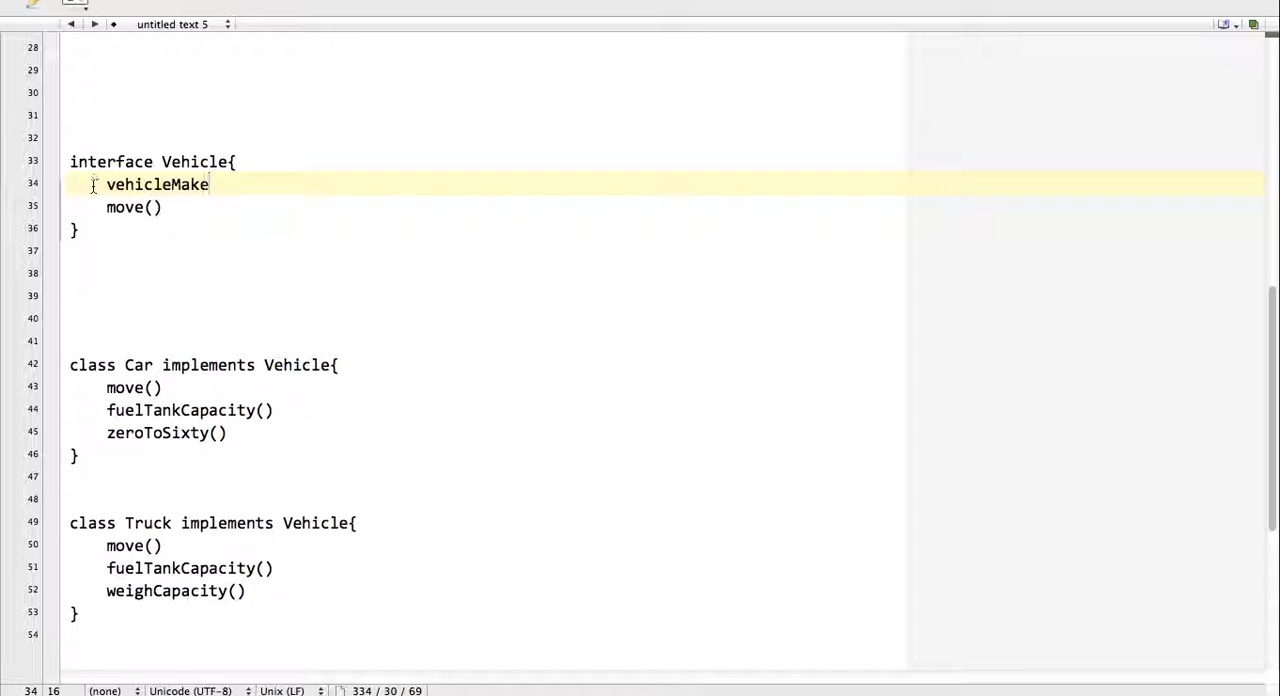 untitled text 5
28
29
30
31
32
33 interface Vehicle{
34 vehicleMake
35 move()
36 }
37
38
39
40
41
42 class Car implements Vehicle{
43 move()
44 fuelTankCapacity()
45 zeroToSixty()
46 }
47
48
49 class Truck implements Vehicle{
50 move()
51 fuelTankCapacity()
52 weighCapacity()
53 }
54
34 16 (none) Unicode (UTF-8) Unix (LF) 334 / 30 / 69